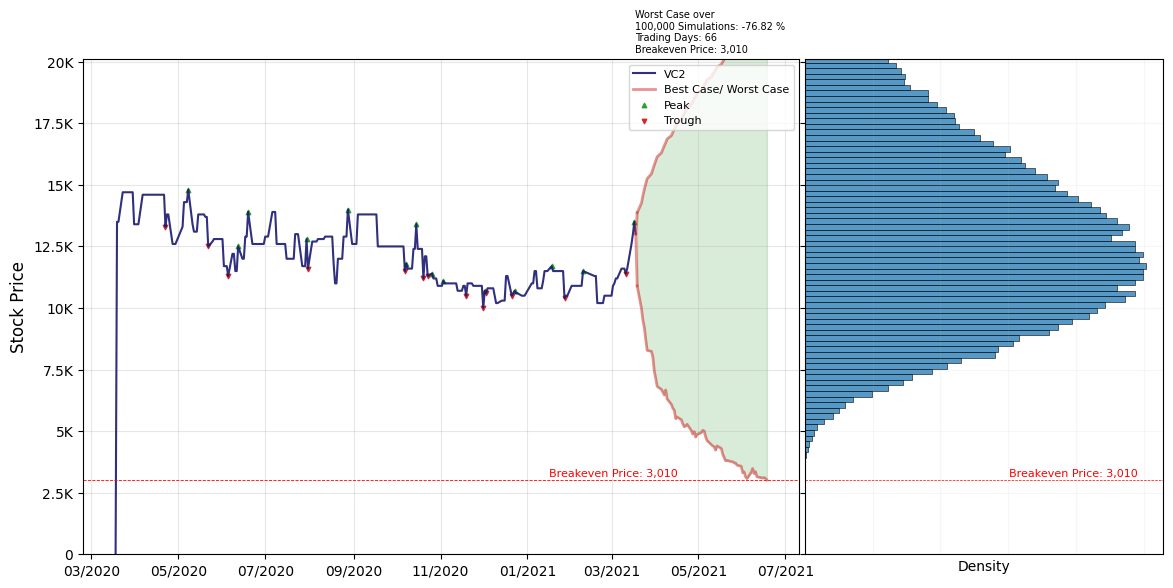 Worst Case over
100,000 Simulations: -76.82 %
Trading Days: 66
Breakeven Price: 3,010
VC2
Best Case/ Worst Case
Peak
Trough
Stock Price
20K
17.5K
15K
12.5K
10K
7.5K
5K
2.5K
0
Breakeven Price: 3,010
Breakeven Price: 3,010
03/2020
05/2020
07/2020
09/2020
11/2020
01/2021
03/2021
05/2021
07/2021
Density